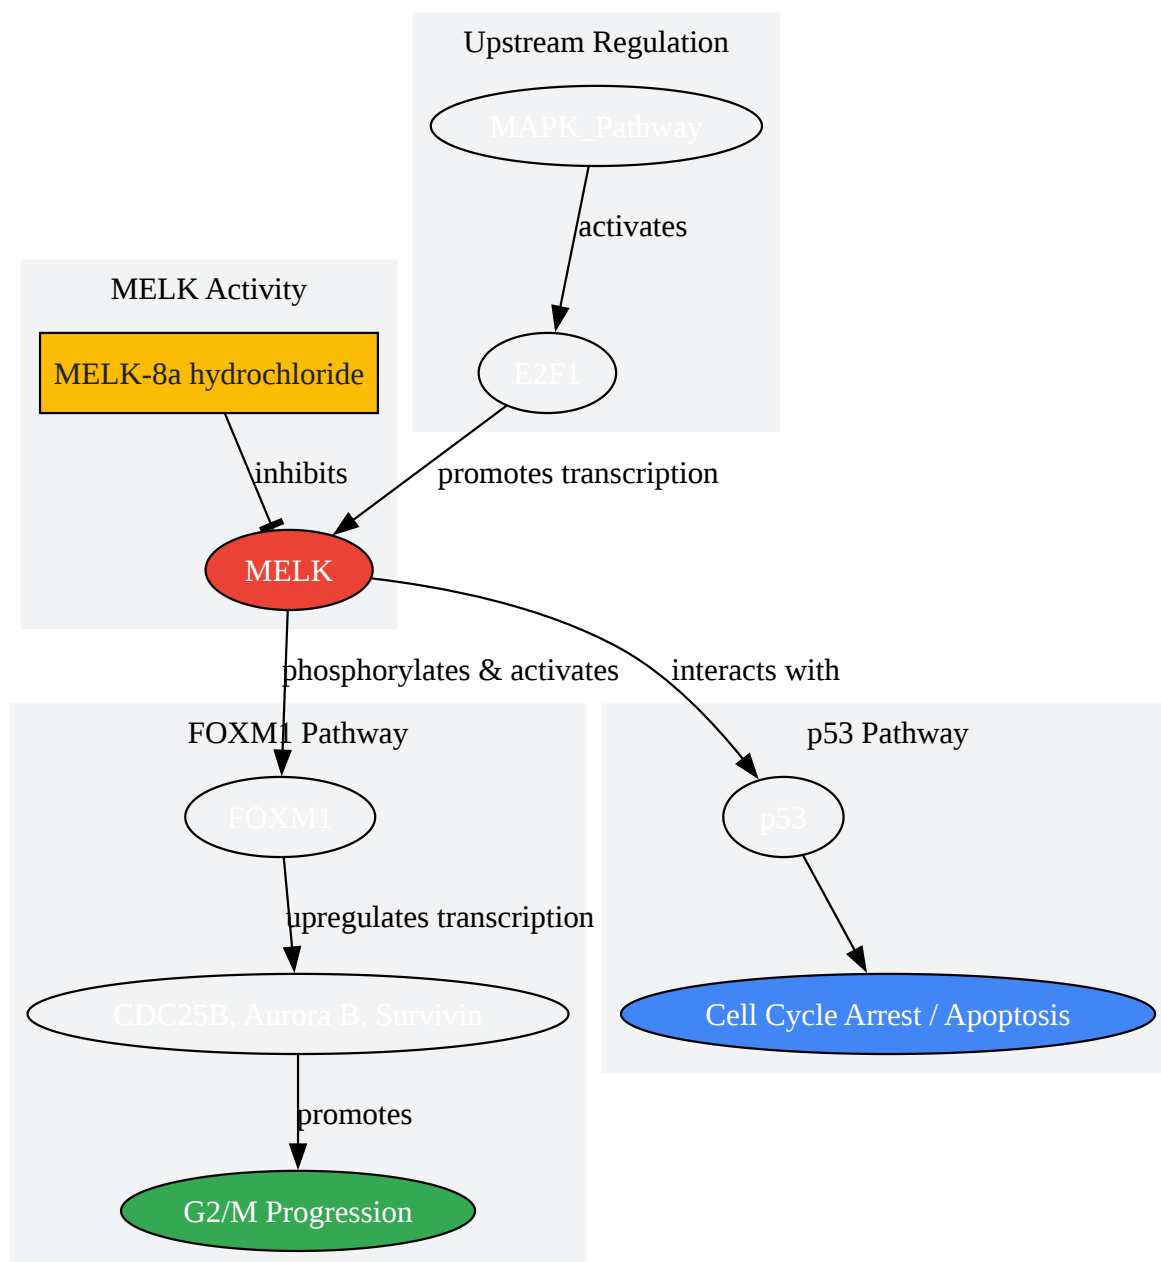 Upstream Regulation
MAPK_Pathway
activates
MELK Activity
MELK-8a hydrochloride
E2F1
inhibits
promotes transcription
MELK
phosphorylates & activates
interacts with
FOXM1 Pathway
p53 Pathway
FOXM1
p53
upregulates transcription
CDC25B, Aurora B, Survivin
Cell Cycle Arrest / Apoptosis
promotes
G2/M Progression